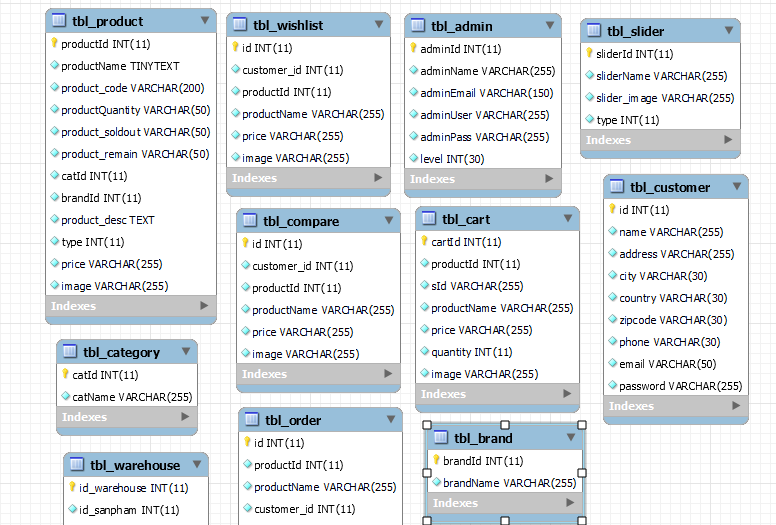 tbl_product
productId INT(11)
productName TINYTEXT
product_code VARCHAR(200)
productQuantity VARCHAR(50)
product_soldout VARCHAR(50)
product_remain VARCHAR(50)
catId INT(11)
brandId INT(11)
product_desc TEXT
type INT(11)
price VARCHAR(255)
image VARCHAR(255)
Indexes
tbl_wishlist
id INT(11)
customer_id INT(11)
productId INT(11)
productName VARCHAR(255)
price VARCHAR(255)
image VARCHAR(255)
Indexes
tbl_admin
adminId INT(11)
adminName VARCHAR(255)
adminEmail VARCHAR(150)
adminUser VARCHAR(255)
adminPass VARCHAR(255)
level INT(30)
Indexes
tbl_slider
sliderId INT(11)
sliderName VARCHAR(255)
slider_image VARCHAR(255)
type INT(11)
Indexes
tbl_compare
id INT(11)
customer_id INT(11)
productId INT(11)
productName VARCHAR(255)
price VARCHAR(255)
image VARCHAR(255)
Indexes
tbl_cart
cartId INT(11)
productId INT(11)
sId VARCHAR(255)
productName VARCHAR(255)
price VARCHAR(255)
quantity INT(11)
image VARCHAR(255)
Indexes
tbl_customer
id INT(11)
name VARCHAR(255)
address VARCHAR(255)
city VARCHAR(30)
country VARCHAR(30)
zipcode VARCHAR(30)
phone VARCHAR(30)
email VARCHAR(50)
password VARCHAR(255)
Indexes
tbl_category
catId INT(11)
catName VARCHAR(255)
Indexes
tbl_order
id INT(11)
productId INT(11)
productName VARCHAR(255)
customer_id INT(11)
tbl_brand
brandId INT(11)
brandName VARCHAR(255)
Indexes
tbl_warehouse
id_warehouse INT(11)
id_sanpham INT(11)